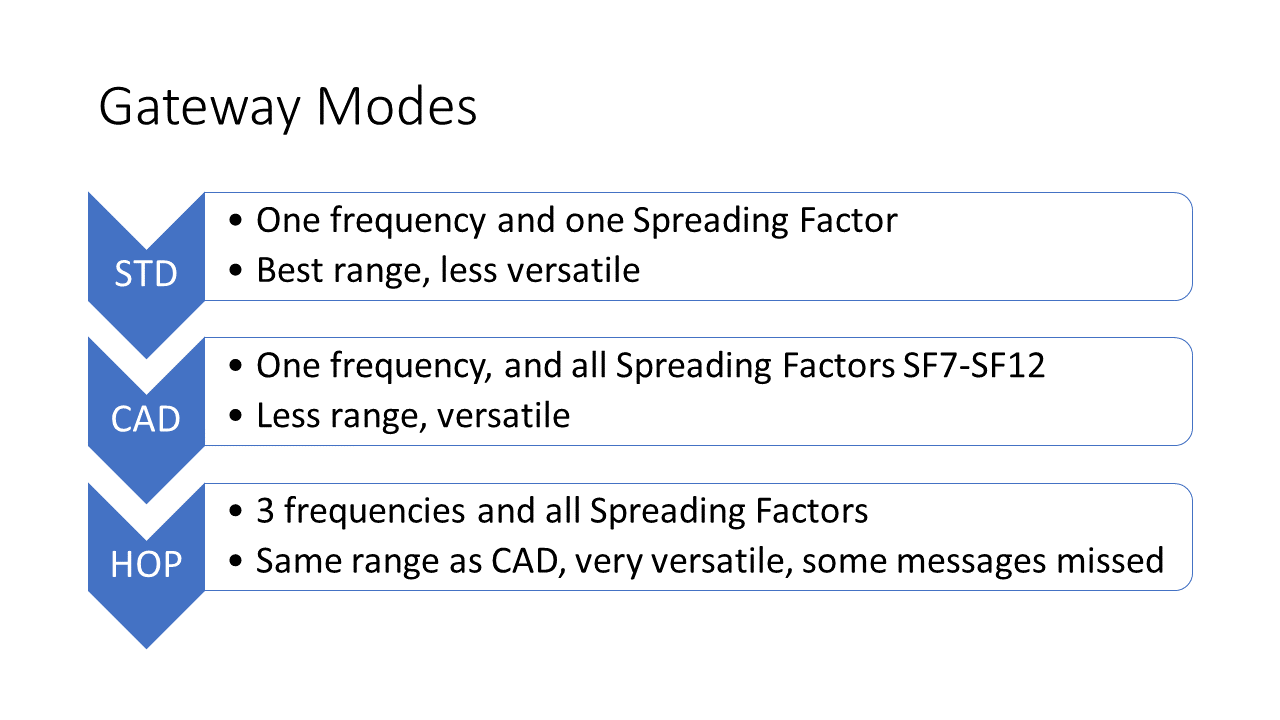 Gateway Modes
STD
• One frequency and one Spreading Factor
• Best range, less versatile
CAD
• One frequency, and all Spreading Factors SF7-SF12
• Less range, versatile
HOP
• 3 frequencies and all Spreading Factors
• Same range as CAD, very versatile, some messages missed